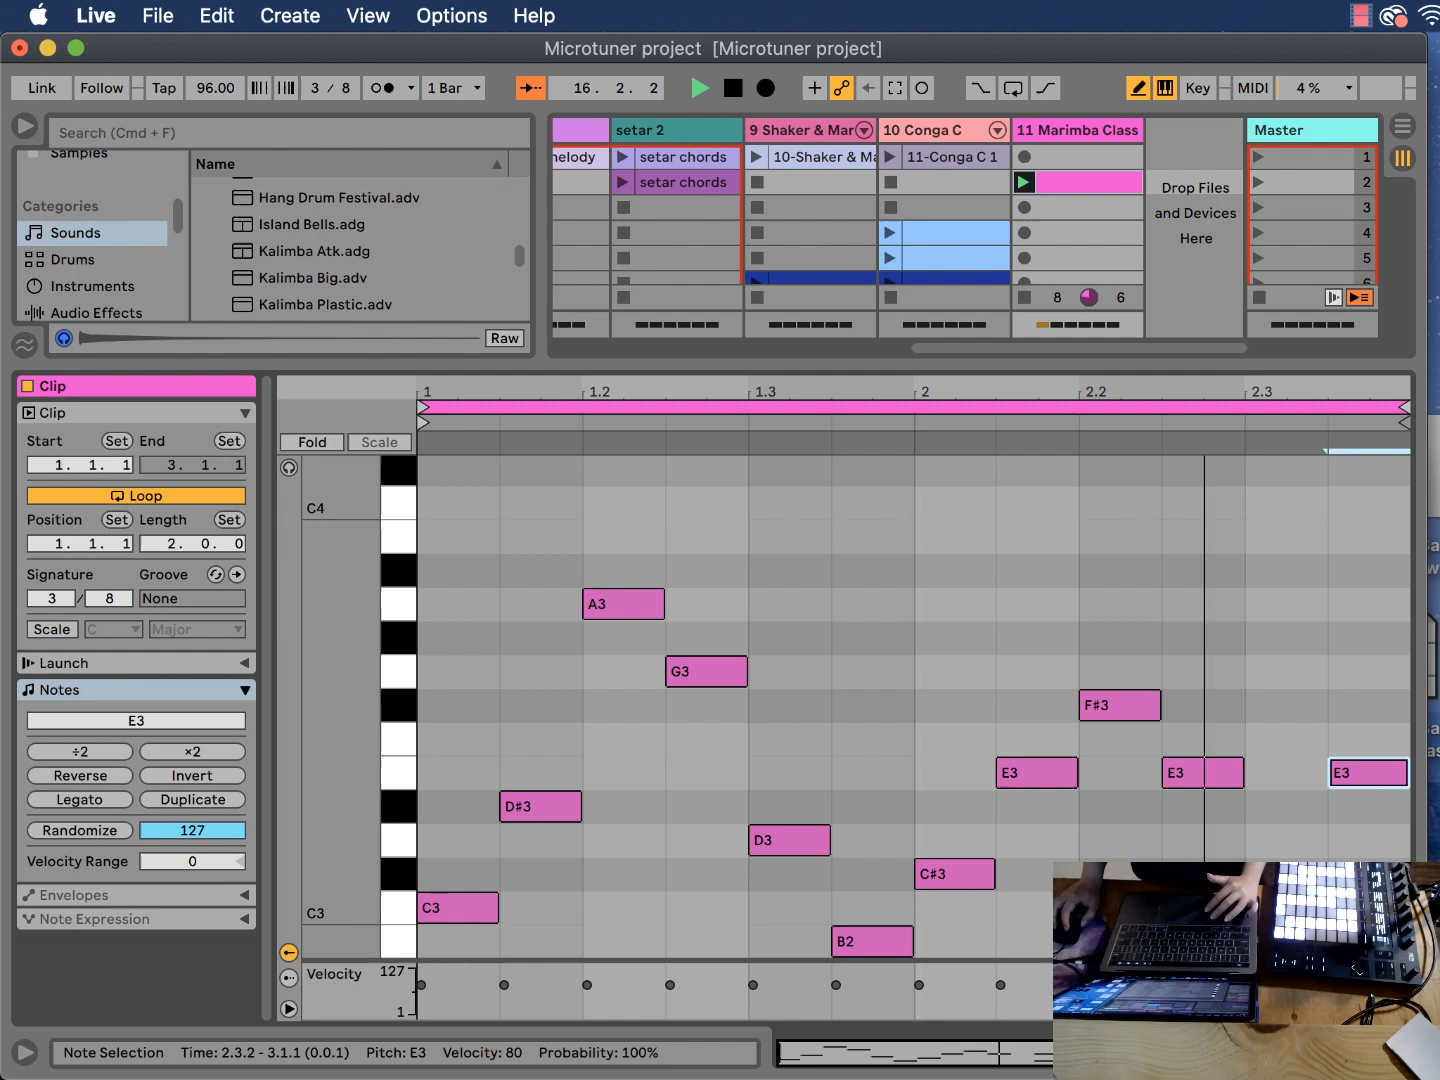 Live File Edit Create View Options Help
Microtuner project [Microtuner project]
Link Follow Tap 96.00 3 / 8 1 Bar 16. 2. 2 Key MIDI 4 %
Search (Cmd + F)
Samples
Categories
Sounds
Drums
Instruments
Audio Effects
Name
Hang Drum Festival.adv
Island Bells.adg
Kalimba Atk.adg
Kalimba Big.adv
Kalimba Plastic.adv
Raw
setar 2 9 Shaker & Mar 10 Conga C 11 Marimba Class Master
nelody setar chords 10-Shaker & Ma 11-Conga C 1 1
setar chords 2
3
4
5
6
8 6
Drop Files
and Devices
Here
Clip
Clip
Start Set End Set
1. 1. 1 3. 1. 1
Loop
Position Set Length Set
1. 1. 1 2. 0. 0
Signature Groove
3 / 8 None
Scale C Major
Launch
Notes
E3
÷2 ×2
Reverse Invert
Legato Duplicate
Randomize 127
Velocity Range 0
Envelopes
Note Expression
1 1.2 1.3 2 2.2 2.3
Fold Scale
C4
A3
G3
F#3
E3 E3 E3
D#3
D3
C#3
C3 C3
B2
Velocity 127
1
Note Selection Time: 2.3.2 - 3.1.1 (0.0.1) Pitch: E3 Velocity: 80 Probability: 100%